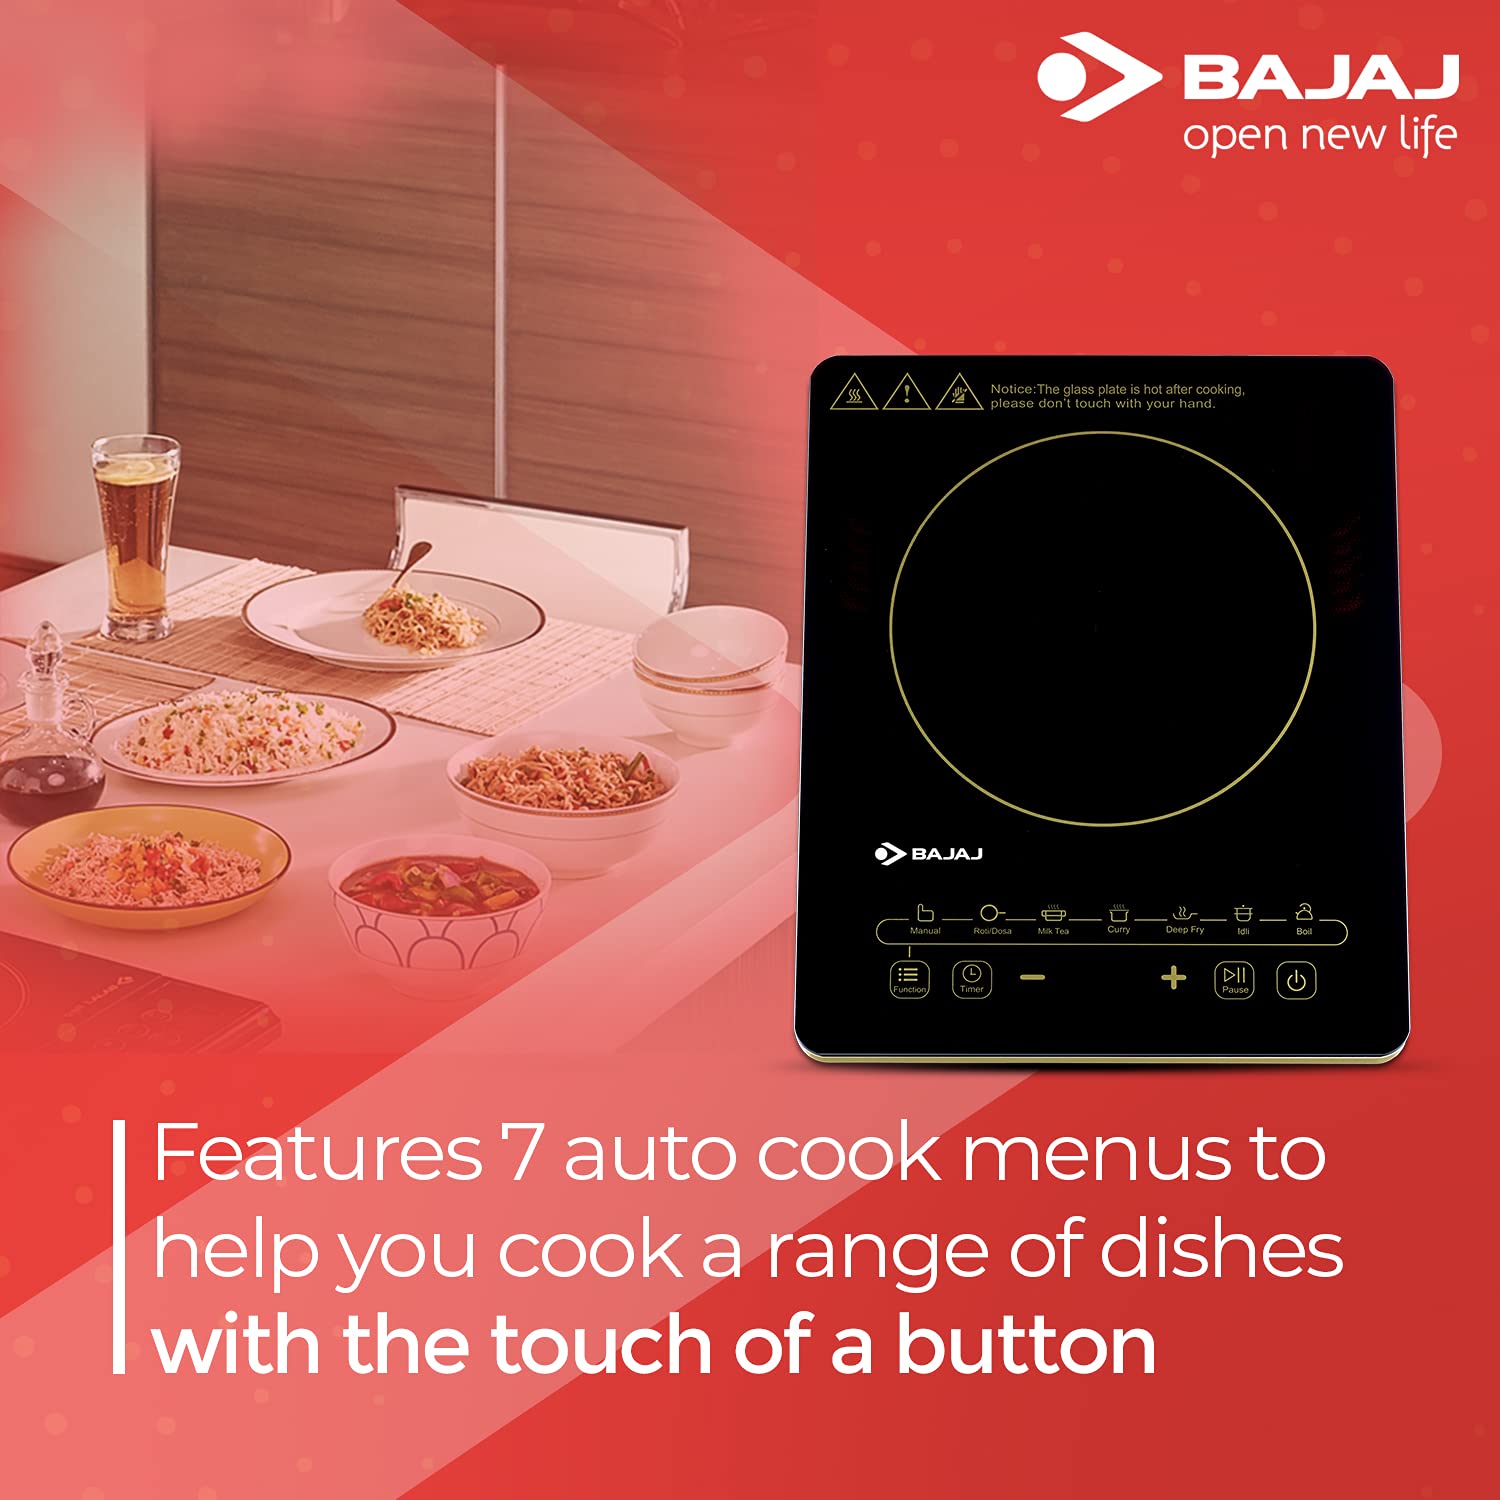 BAJAJ
open new life
Notice:The glass plate is hot after cooking,
please don't touch with your hand.
BAJAJ
Manual Roti/Dosa Milk Tea Curry Deep Fry Idli Boil
Function Timer Pause
Features 7 auto cook menus to
help you cook a range of dishes
with the touch of a button